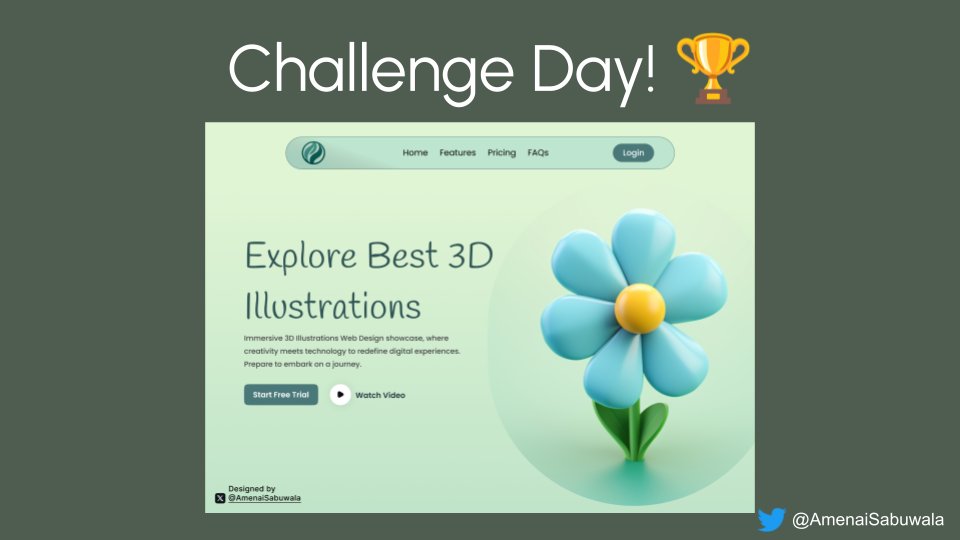 Challenge Day! 🏆
Home Features Pricing FAQs Login
Explore Best 3D
Illustrations
Immersive 3D Illustrations Web Design showcase, where
creativity meets technology to redefine digital experiences.
Prepare to embark on a journey.
Start Free Trial Watch Video
Designed by
@AmenaiSabuwala
@AmenaiSabuwala